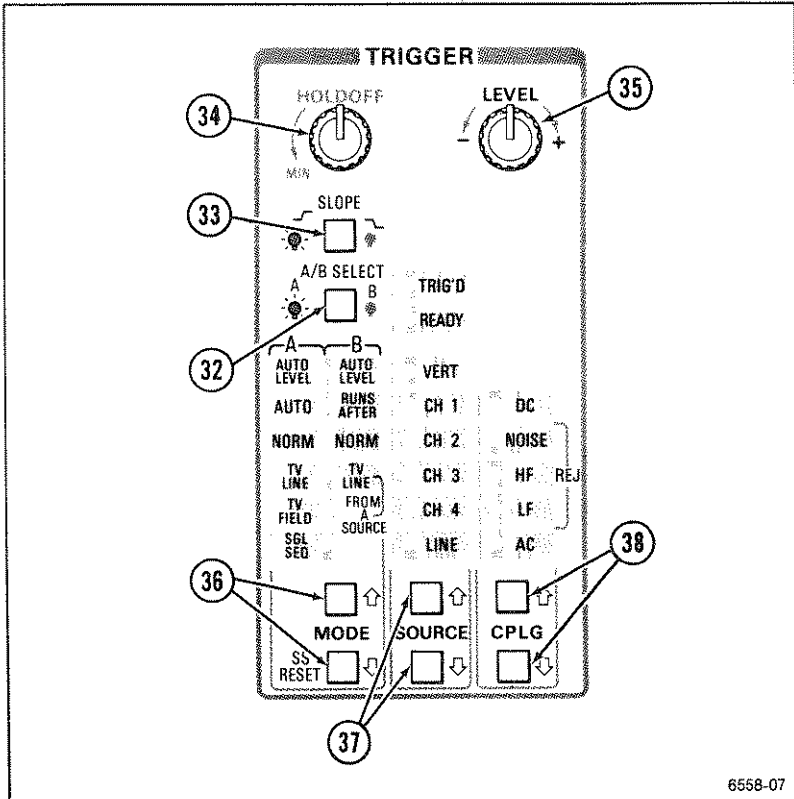 TRIGGER
HOLDOFF
LEVEL
34
35
MIN
- +
33
SLOPE
A/B SELECT
A B
32
TRIG'D
READY
A B
AUTO LEVEL
AUTO LEVEL
VERT
AUTO
RUNS AFTER
CH 1
DC
NORM
NORM
CH 2
NOISE
TV LINE
TV LINE
CH 3
HF
REJ
TV FIELD
FROM A SOURCE
CH 4
LF
SGL SEQ
LINE
AC
36
38
MODE
SOURCE
CPLG
SS RESET
37
6558-07